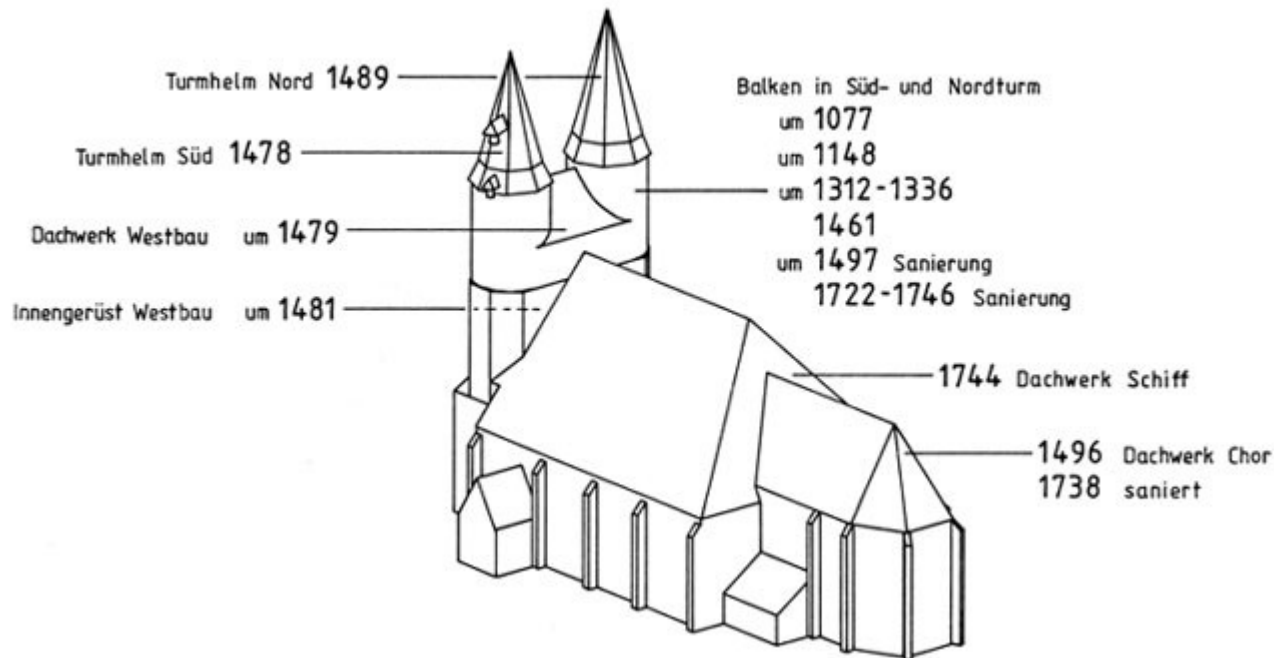 Turmhelm Nord 1489
Turmhelm Süd 1478
Dachwerk Westbau um 1479
Innengerüst Westbau um 1481
Balken in Süd- und Nordturm
um 1077
um 1148
um 1312-1336
1461
um 1497 Sanierung
1722-1746 Sanierung
1744 Dachwerk Schiff
1496 Dachwerk Chor
1738 saniert